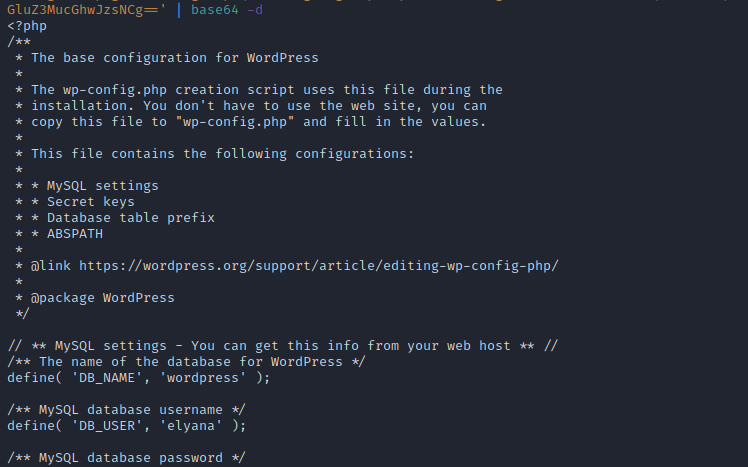 GluZ3MucGhwJzsNCg==' | base64 -d
<?php
/**
 * The base configuration for WordPress
 *
 * The wp-config.php creation script uses this file during the
 * installation. You don't have to use the web site, you can
 * copy this file to "wp-config.php" and fill in the values.
 *
 * This file contains the following configurations:
 *
 * * MySQL settings
 * * Secret keys
 * * Database table prefix
 * * ABSPATH
 *
 * @link https://wordpress.org/support/article/editing-wp-config-php/
 *
 * @package WordPress
 */
// ** MySQL settings - You can get this info from your web host ** //
/** The name of the database for WordPress */
define( 'DB_NAME', 'wordpress' );
/** MySQL database username */
define( 'DB_USER', 'elyana' );
/** MySQL database password */